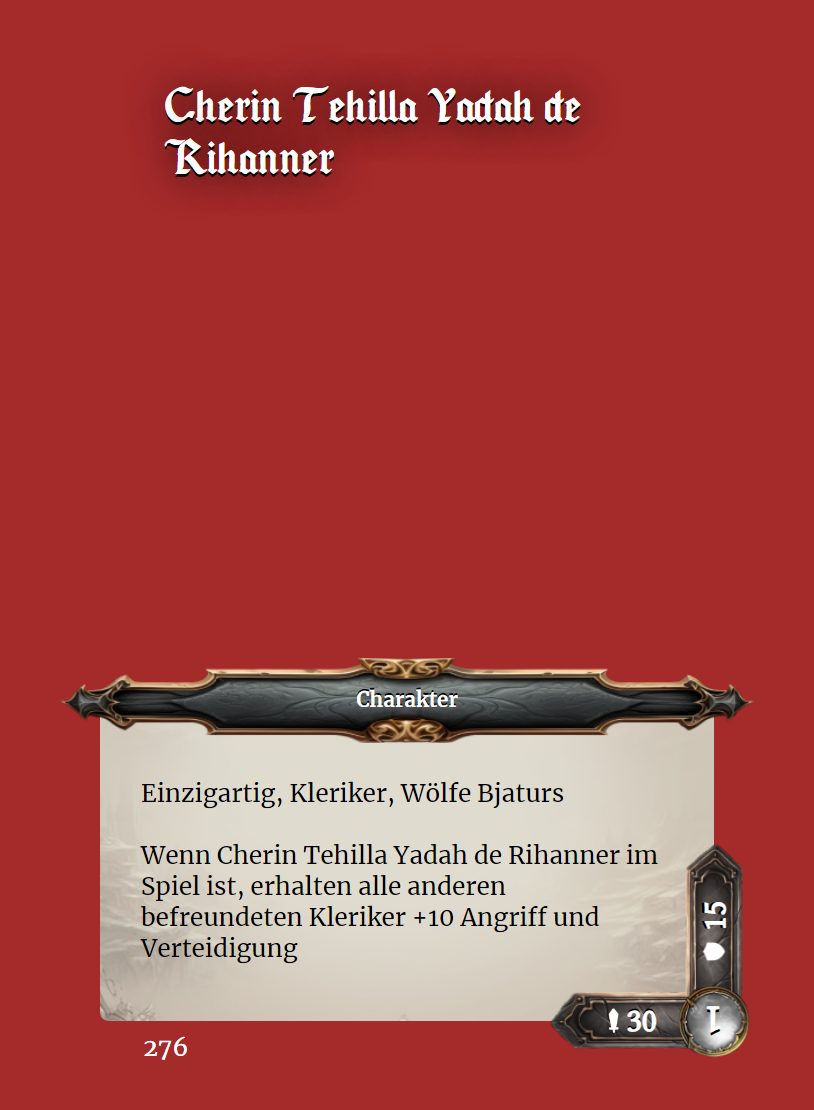 Cherin Tehilla Yadah de
Rihanner
Charakter
Einzigartig, Kleriker, Wölfe Bjaturs
Wenn Cherin Tehilla Yadah de Rihanner im
Spiel ist, erhalten alle anderen
befreundeten Kleriker +10 Angriff und
Verteidigung
15
30
1
276